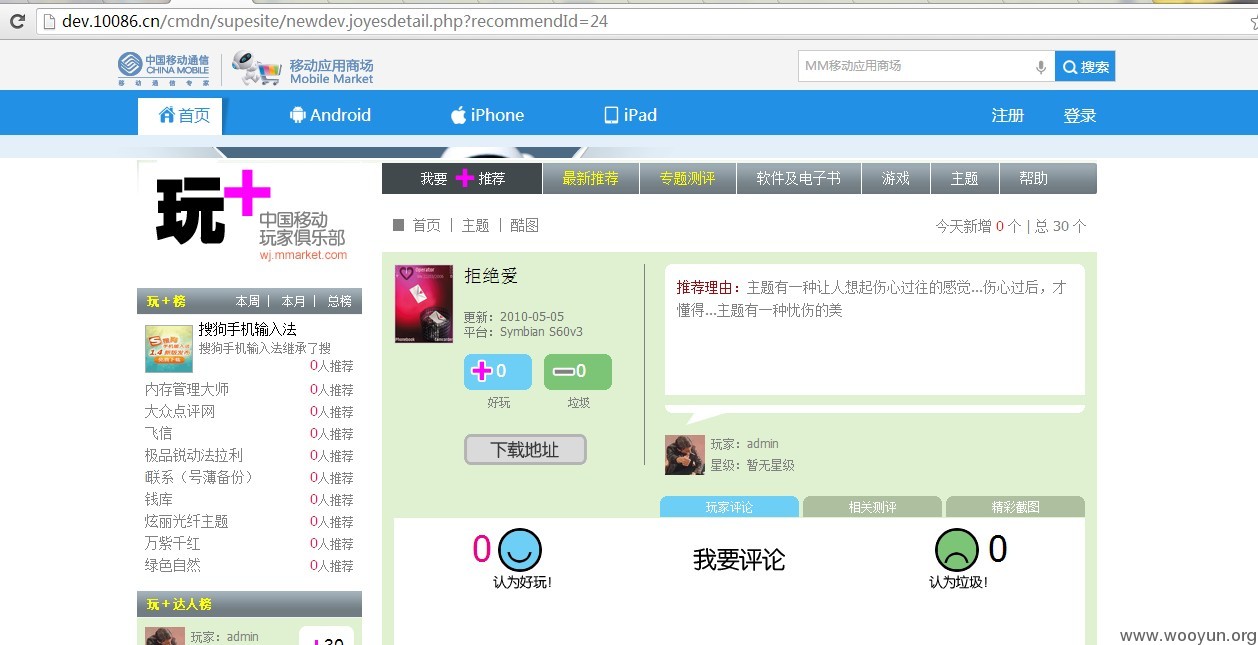 dev.10086.cn/cmdn/supesite/newdev.joyesdetail.php?recommendId=24
中国移动通信
CHINA MOBILE
移动通信专家
移动应用商场
Mobile Market
MM移动应用商场
搜索
首页
Android
iPhone
iPad
注册
登录
玩+
中国移动
玩家俱乐部
wj.mmarket.com
我要+推荐
最新推荐
专题测评
软件及电子书
游戏
主题
帮助
首页 | 主题 | 酷图
今天新增 0 个 | 总 30 个
玩+榜
本周 | 本月 | 总榜
搜狗手机输入法
搜狗手机输入法继承了搜
0人推荐
内存管理大师 0人推荐
大众点评网 0人推荐
飞信 0人推荐
极品锐动法拉利 0人推荐
i联系（号薄备份） 0人推荐
钱库 0人推荐
炫丽光纤主题 0人推荐
万紫千红 0人推荐
绿色自然 0人推荐
玩+达人榜
玩家：admin
+30
拒绝爱
更新：2010-05-05
平台：Symbian S60v3
+0
—0
好玩
垃圾
下载地址
推荐理由：主题有一种让人想起伤心过往的感觉...伤心过后，才
懂得...主题有一种忧伤的美
玩家：admin
星级：暂无星级
玩家评论
相关测评
精彩截图
0
认为好玩!
我要评论
0
认为垃圾!
www.wooyun.org